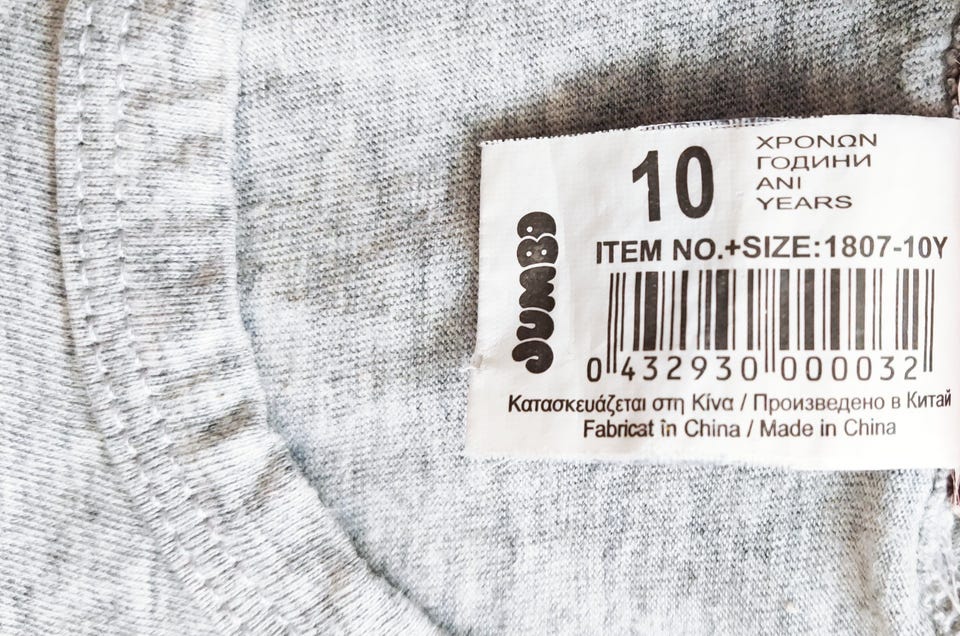 10
ΧΡΟΝΩΝ
ГОДИНИ
ANI
YEARS
JUMBO
ITEM NO.+SIZE:1807-10Y
0 432930 000032
Κατασκευάζεται στη Κίνα / Произведено в Китай
Fabricat în China / Made in China